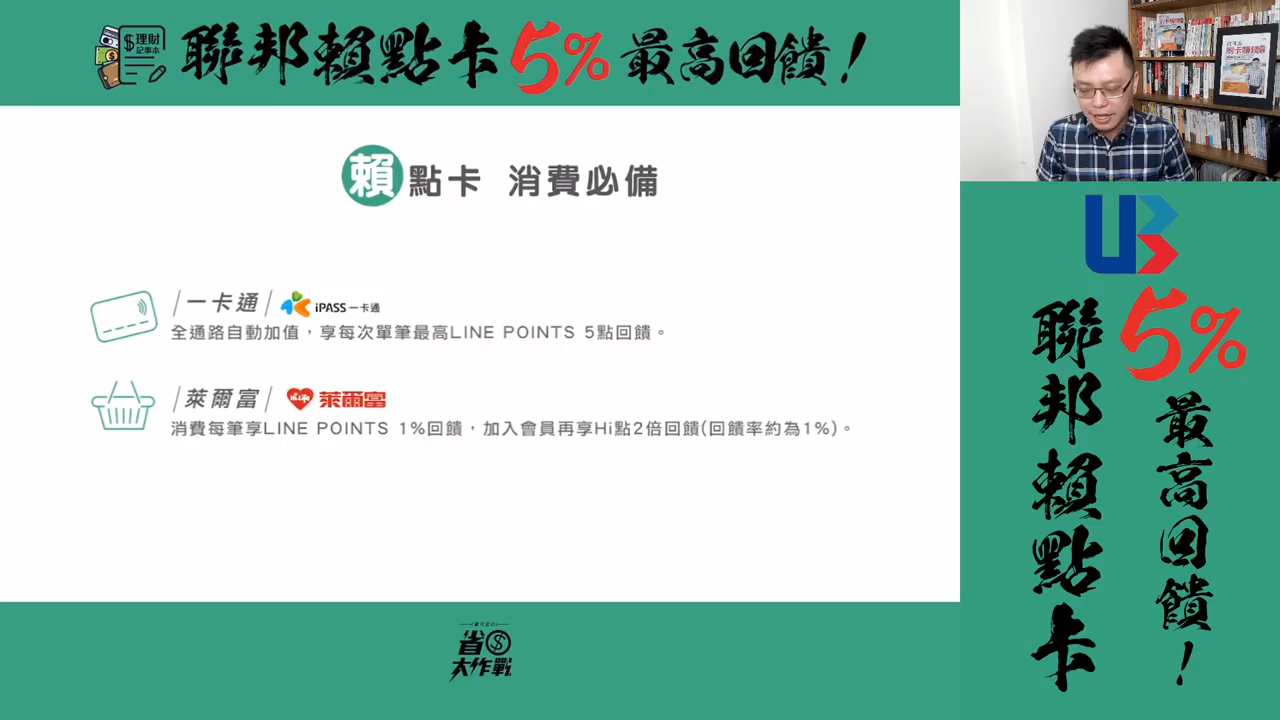 理財
記事本
聯邦賴點卡5%最高回饋!
賴點卡 消費必備
/一卡通/ iPASS 一卡通
全通路自動加值，享每次單筆最高LINE POINTS 5點回饋。
/萊爾富/ Hi-Life 萊爾富
消費每筆享LINE POINTS 1%回饋，加入會員再享Hi點2倍回饋(回饋率約為1%)。
省$大作戰
UB
聯邦賴點卡
5%
最高回饋!